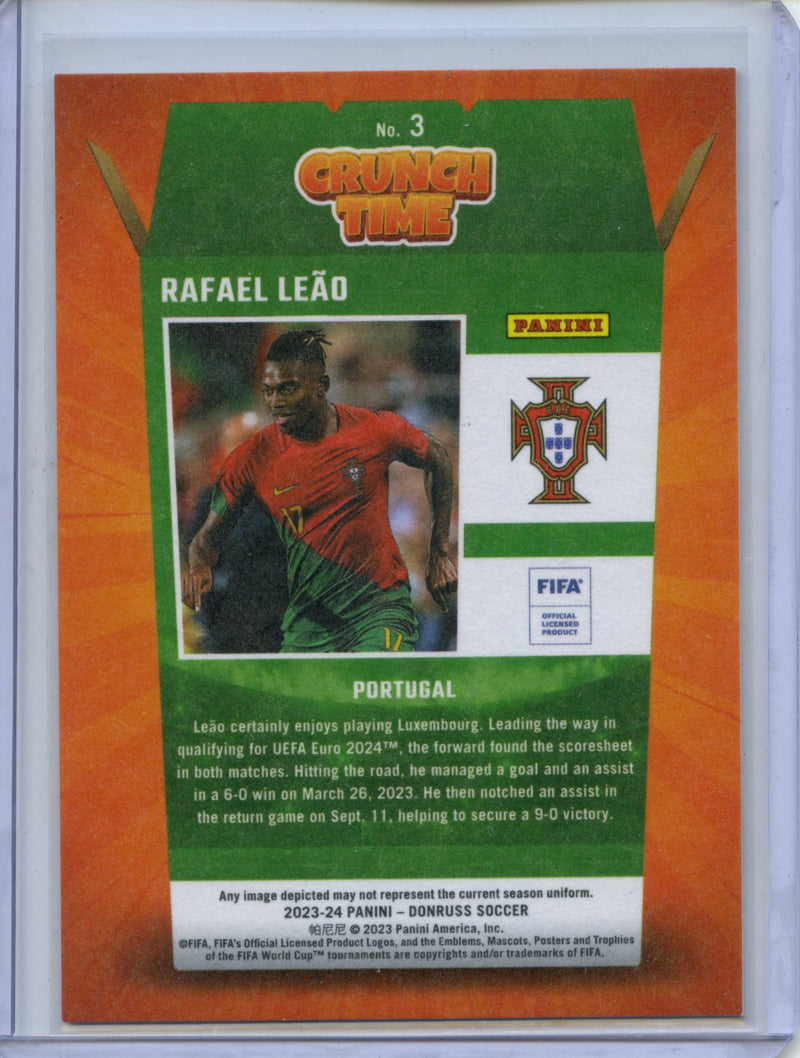 No. 3
CRUNCH
TIME
RAFAEL LEÃO
PANINI
FPF
17
17
FIFA®
OFFICIAL
LICENSED
PRODUCT
PORTUGAL
Leão certainly enjoys playing Luxembourg. Leading the way in
qualifying for UEFA Euro 2024™, the forward found the scoresheet
in both matches. Hitting the road, he managed a goal and an assist
in a 6-0 win on March 26, 2023. He then notched an assist in
the return game on Sept. 11, helping to secure a 9-0 victory.
Any image depicted may not represent the current season uniform.
2023-24 PANINI – DONRUSS SOCCER
帕尼尼 © 2023 Panini America, Inc.
©FIFA, FIFA's Official Licensed Product Logos, and the Emblems, Mascots, Posters and Trophies
of the FIFA World Cup™ tournaments are copyrights and/or trademarks of FIFA.